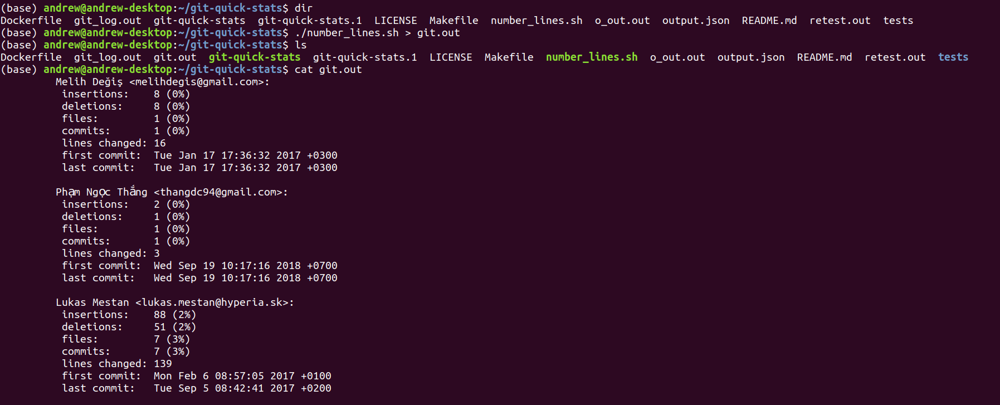 (base) andrew@andrew-desktop:~/git-quick-stats$ dir
Dockerfile  git_log.out  git-quick-stats  git-quick-stats.1  LICENSE  Makefile  number_lines.sh  o_out.out  output.json  README.md  retest.out  tests
(base) andrew@andrew-desktop:~/git-quick-stats$ ./number_lines.sh > git.out
(base) andrew@andrew-desktop:~/git-quick-stats$ ls
Dockerfile  git_log.out  git.out  git-quick-stats  git-quick-stats.1  LICENSE  Makefile  number_lines.sh  o_out.out  output.json  README.md  retest.out  tests
(base) andrew@andrew-desktop:~/git-quick-stats$ cat git.out
         Melih Değiş <melihdegis@gmail.com>:
          insertions:    8 (0%)
          deletions:     8 (0%)
          files:         1 (0%)
          commits:       1 (0%)
          lines changed: 16
          first commit:  Tue Jan 17 17:36:32 2017 +0300
          last commit:   Tue Jan 17 17:36:32 2017 +0300

         Phạm Ngọc Thắng <thangdc94@gmail.com>:
          insertions:    2 (0%)
          deletions:     1 (0%)
          files:         1 (0%)
          commits:       1 (0%)
          lines changed: 3
          first commit:  Wed Sep 19 10:17:16 2018 +0700
          last commit:   Wed Sep 19 10:17:16 2018 +0700

         Lukas Mestan <lukas.mestan@hyperia.sk>:
          insertions:    88 (2%)
          deletions:     51 (2%)
          files:         7 (3%)
          commits:       7 (3%)
          lines changed: 139
          first commit:  Mon Feb 6 08:57:05 2017 +0100
          last commit:   Tue Sep 5 08:42:41 2017 +0200